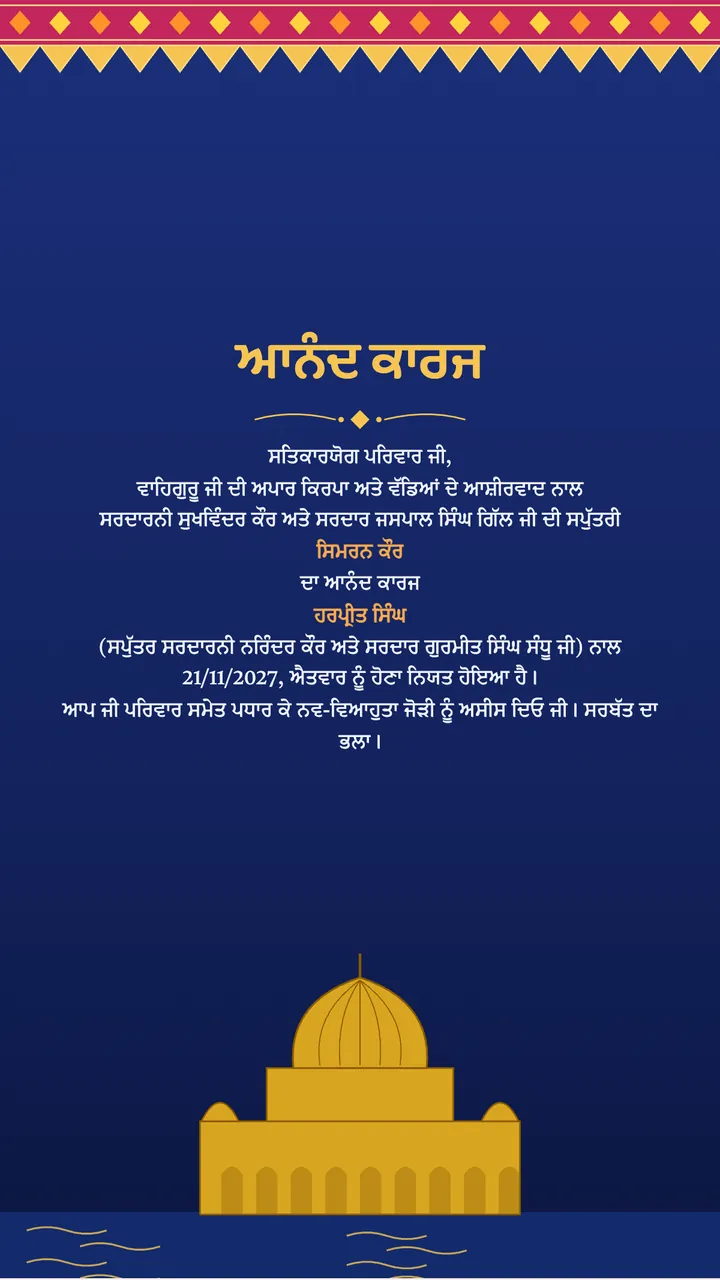 ਆਨੰਦ ਕਾਰਜ
ਸਤਿਕਾਰਯੋਗ ਪਰਿਵਾਰ ਜੀ,
ਵਾਹਿਗੁਰੂ ਜੀ ਦੀ ਅਪਾਰ ਕਿਰਪਾ ਅਤੇ ਵੱਡਿਆਂ ਦੇ ਆਸ਼ੀਰਵਾਦ ਨਾਲ
ਸਰਦਾਰਨੀ ਸੁਖਵਿੰਦਰ ਕੌਰ ਅਤੇ ਸਰਦਾਰ ਜਸਪਾਲ ਸਿੰਘ ਗਿੱਲ ਜੀ ਦੀ ਸਪੁੱਤਰੀ
ਸਿਮਰਨ ਕੌਰ
ਦਾ ਆਨੰਦ ਕਾਰਜ
ਹਰਪ੍ਰੀਤ ਸਿੰਘ
(ਸਪੁੱਤਰ ਸਰਦਾਰਨੀ ਨਰਿੰਦਰ ਕੌਰ ਅਤੇ ਸਰਦਾਰ ਗੁਰਮੀਤ ਸਿੰਘ ਸੰਧੂ ਜੀ) ਨਾਲ
21/11/2027, ਐਤਵਾਰ ਨੂੰ ਹੋਣਾ ਨਿਯਤ ਹੋਇਆ ਹੈ।
ਆਪ ਜੀ ਪਰਿਵਾਰ ਸਮੇਤ ਪਧਾਰ ਕੇ ਨਵ-ਵਿਆਹੁਤਾ ਜੋੜੀ ਨੂੰ ਅਸੀਸ ਦਿਓ ਜੀ। ਸਰਬੱਤ ਦਾ
ਭਲਾ।